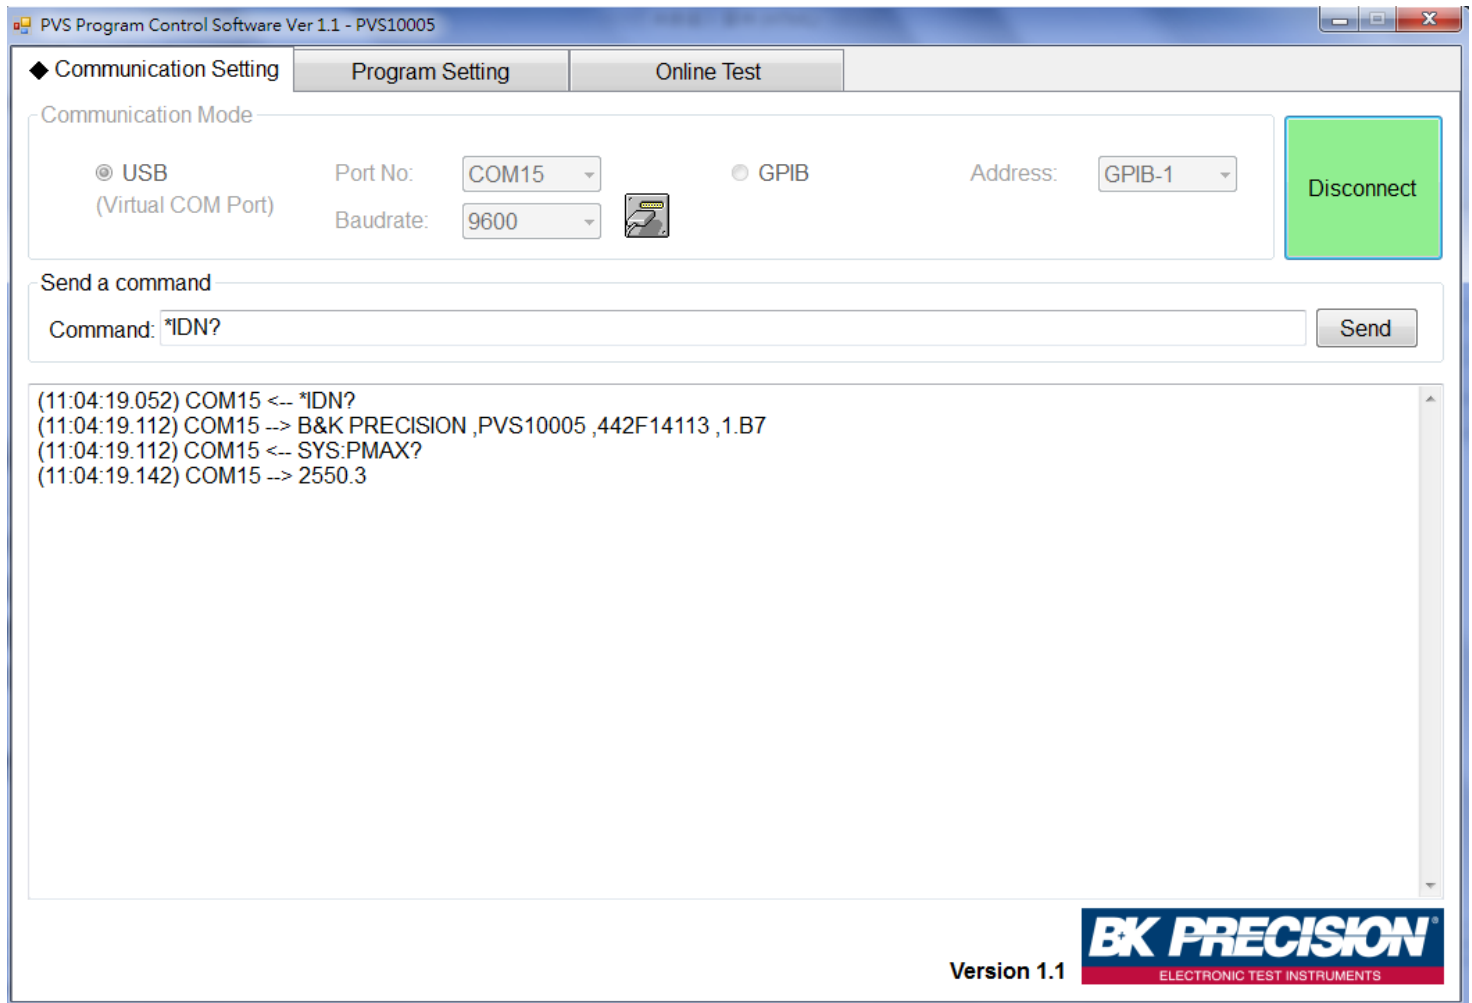 PVS Program Control Software Ver 1.1 - PVS10005
◆ Communication Setting Program Setting Online Test
Communication Mode
USB Port No: COM15 GPIB Address: GPIB-1
(Virtual COM Port)
Baudrate: 9600
Disconnect
Send a command
Command: *IDN? Send
(11:04:19.052) COM15 <-- *IDN?
(11:04:19.112) COM15 --> B&K PRECISION ,PVS10005 ,442F14113 ,1.B7
(11:04:19.112) COM15 <-- SYS:PMAX?
(11:04:19.142) COM15 --> 2550.3
Version 1.1
BK PRECISION®
ELECTRONIC TEST INSTRUMENTS